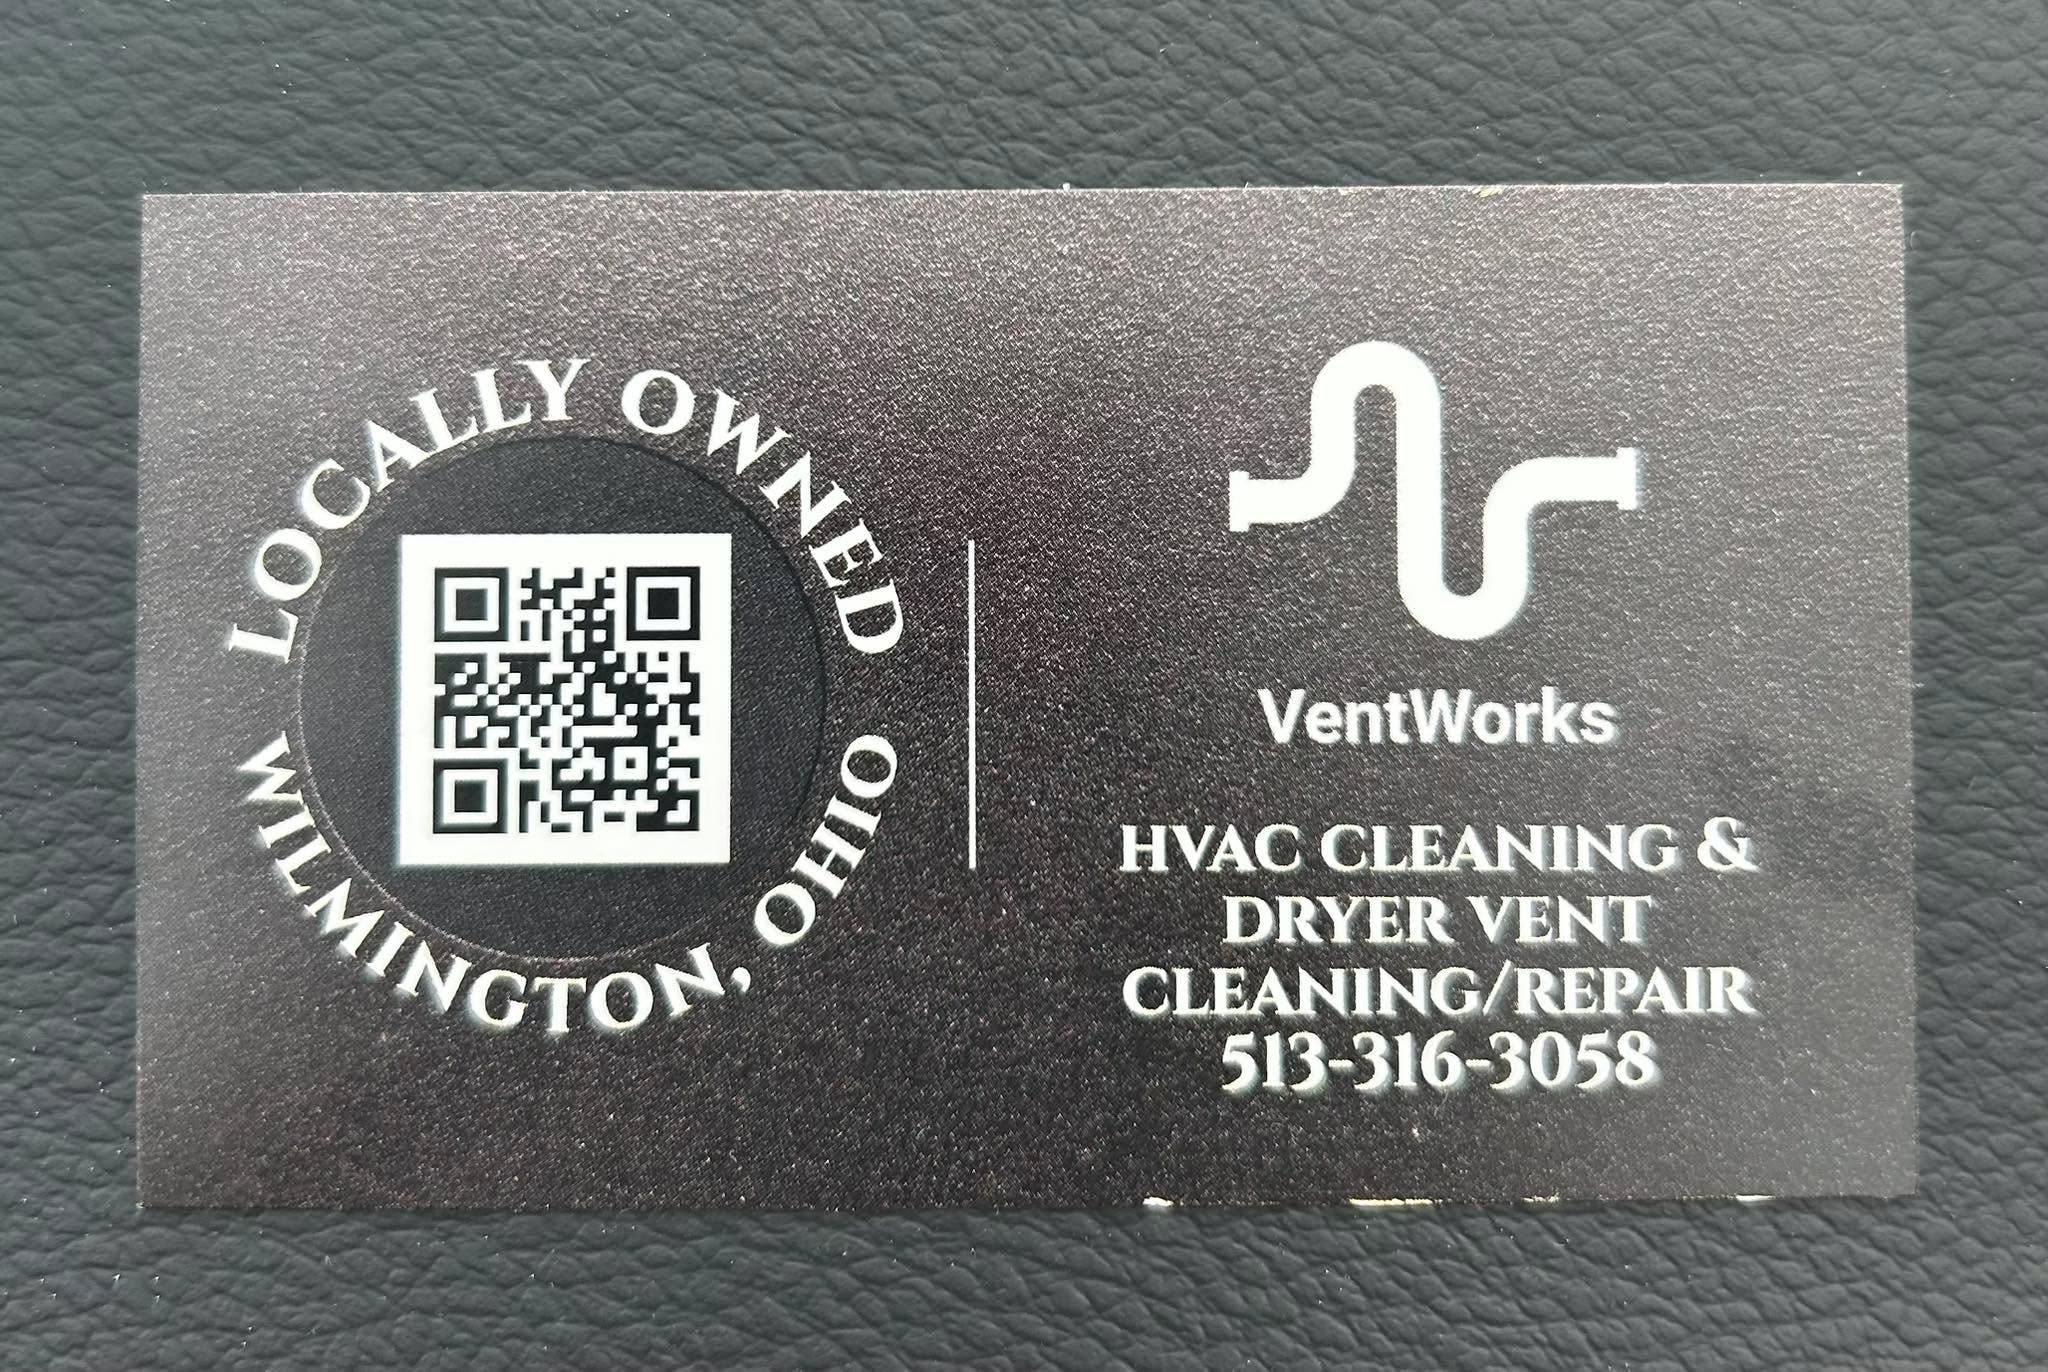 LOCALLY OWNED
WILMINGTON, OHIO
VentWorks
HVAC CLEANING &
DRYER VENT
CLEANING/REPAIR
513-316-3058